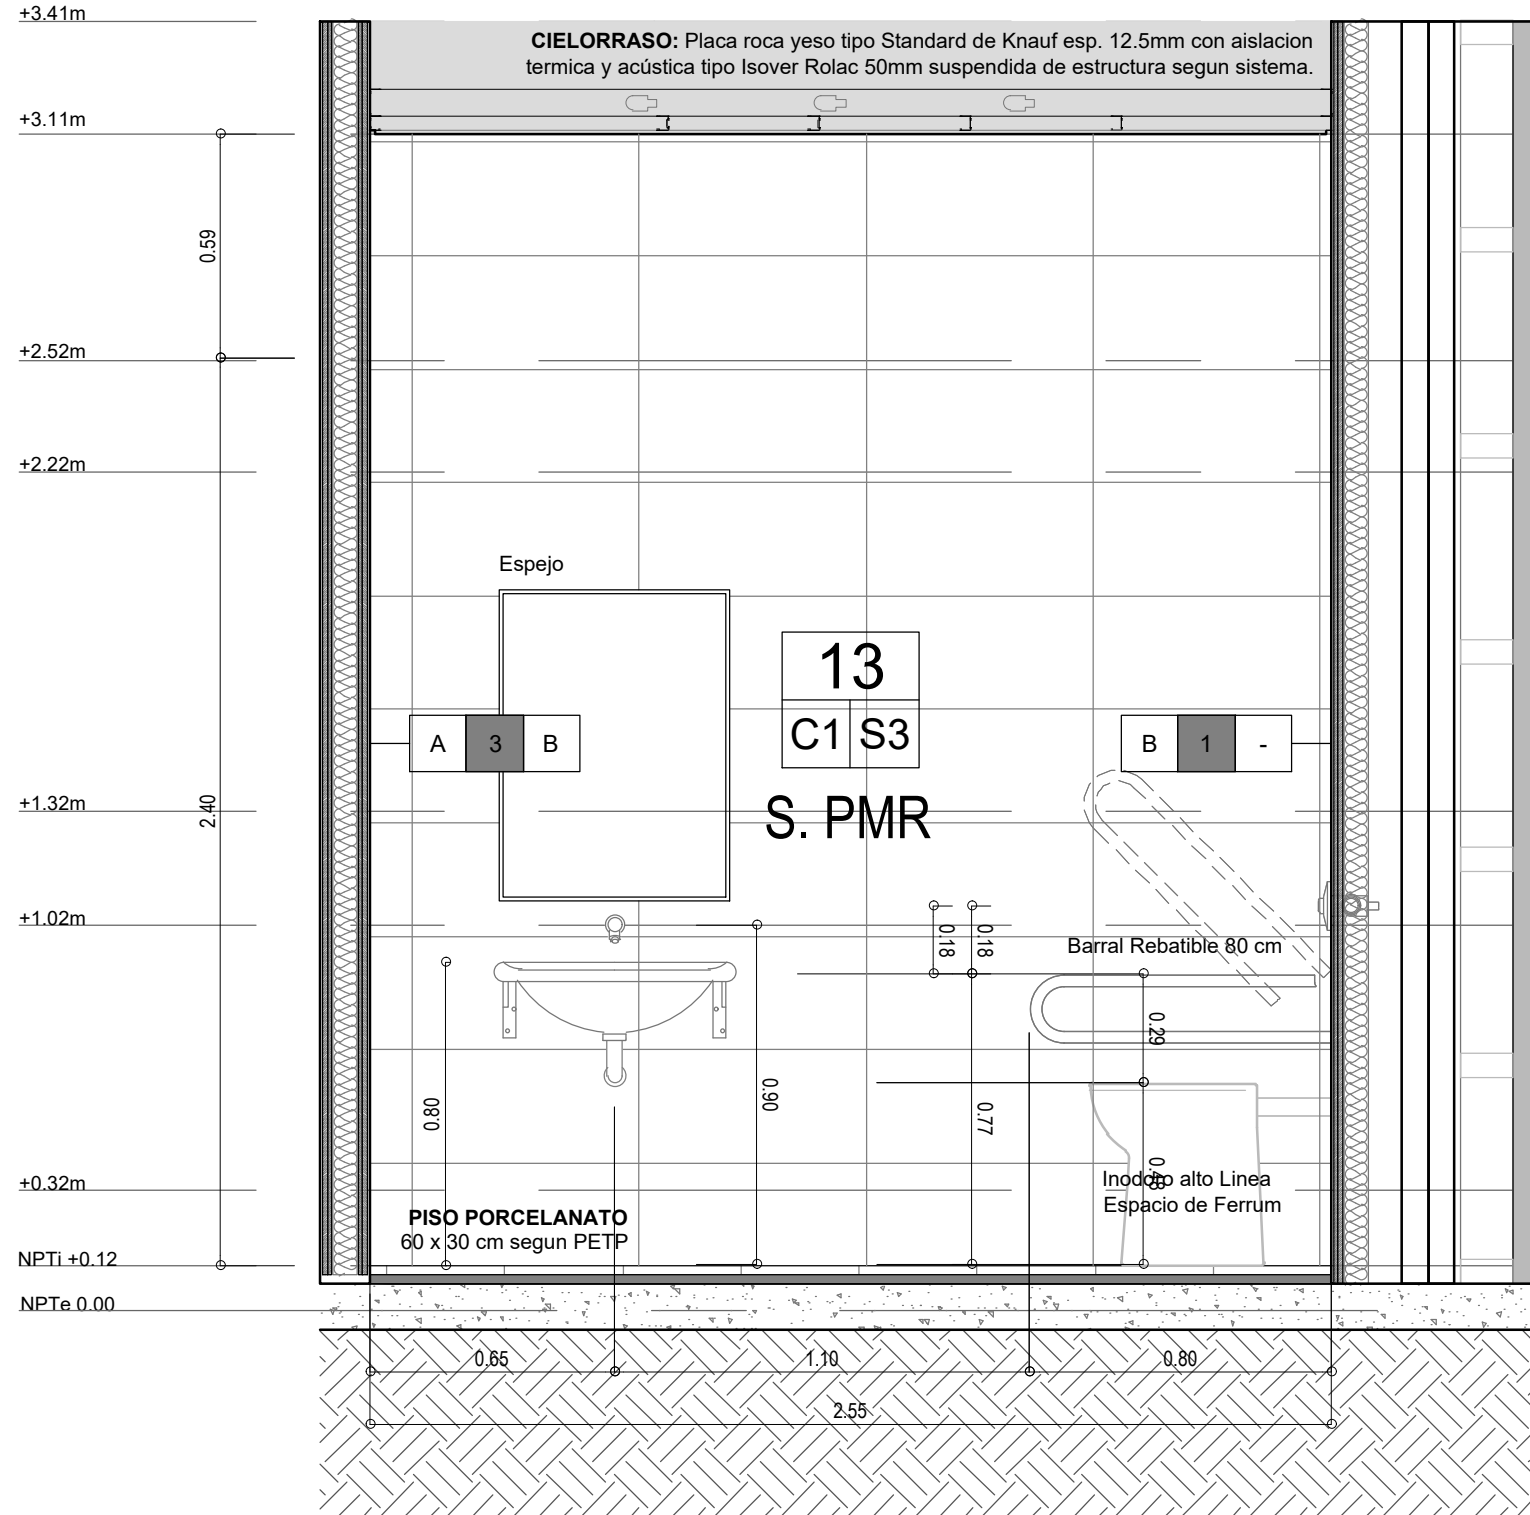 +3.41m
CIELORRASO: Placa roca yeso tipo Standard de Knauf esp. 12.5mm con aislacion
termica y acústica tipo Isover Rolac 50mm suspendida de estructura segun sistema.
+3.11m
0.59
+2.52m
+2.22m
Espejo
13
C1 S3
A 3 B
B 1 -
S. PMR
+1.32m
2.40
+1.02m
0.18
0.18
Barral Rebatible 80 cm
0.29
0.80
0.90
0.77
0.48
+0.32m
Inodoro alto Linea
Espacio de Ferrum
PISO PORCELANATO
60 x 30 cm segun PETP
NPTi +0.12
NPTe 0.00
0.65
1.10
0.80
2.55